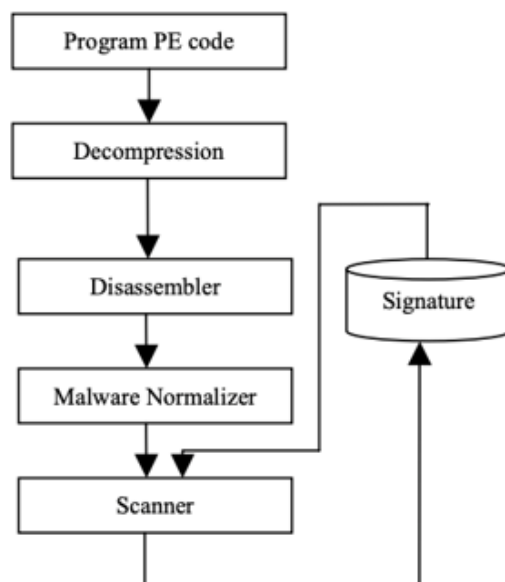 Program PE code
Decompression
Disassembler
Signature
Malware Normalizer
Scanner